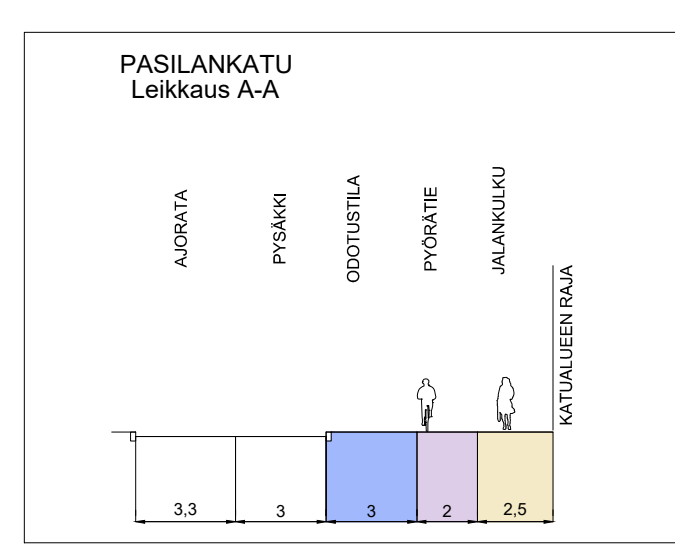 PASILANKATU
Leikkaus A-A
AJORATA
PYSÄKKI
ODOTUSTILA
PYÖRÄTIE
JALANKULKU
KATUALUEEN RAJA
3,3
3
3
2
2,5